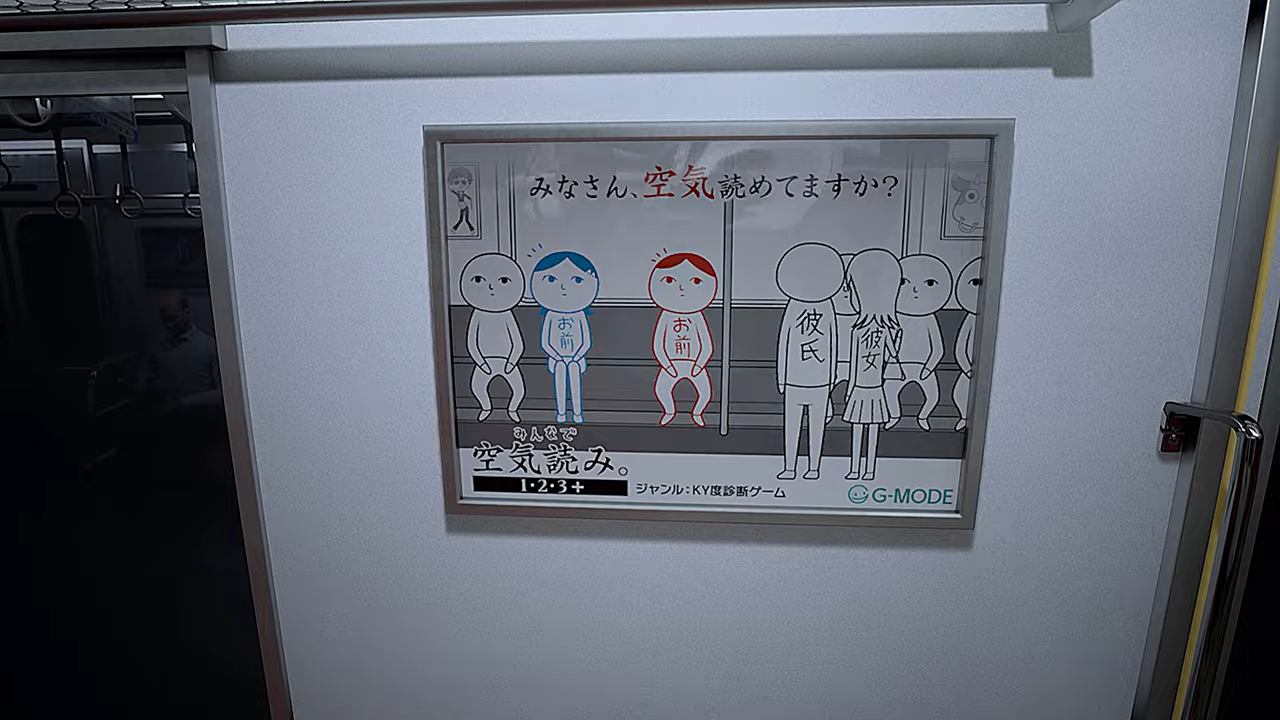 みなさん、空気読めてますか?
お前
お前
彼氏
彼女
みんなで
空気読み。
1・2・3+
ジャンル:KY度診断ゲーム
G-MODE